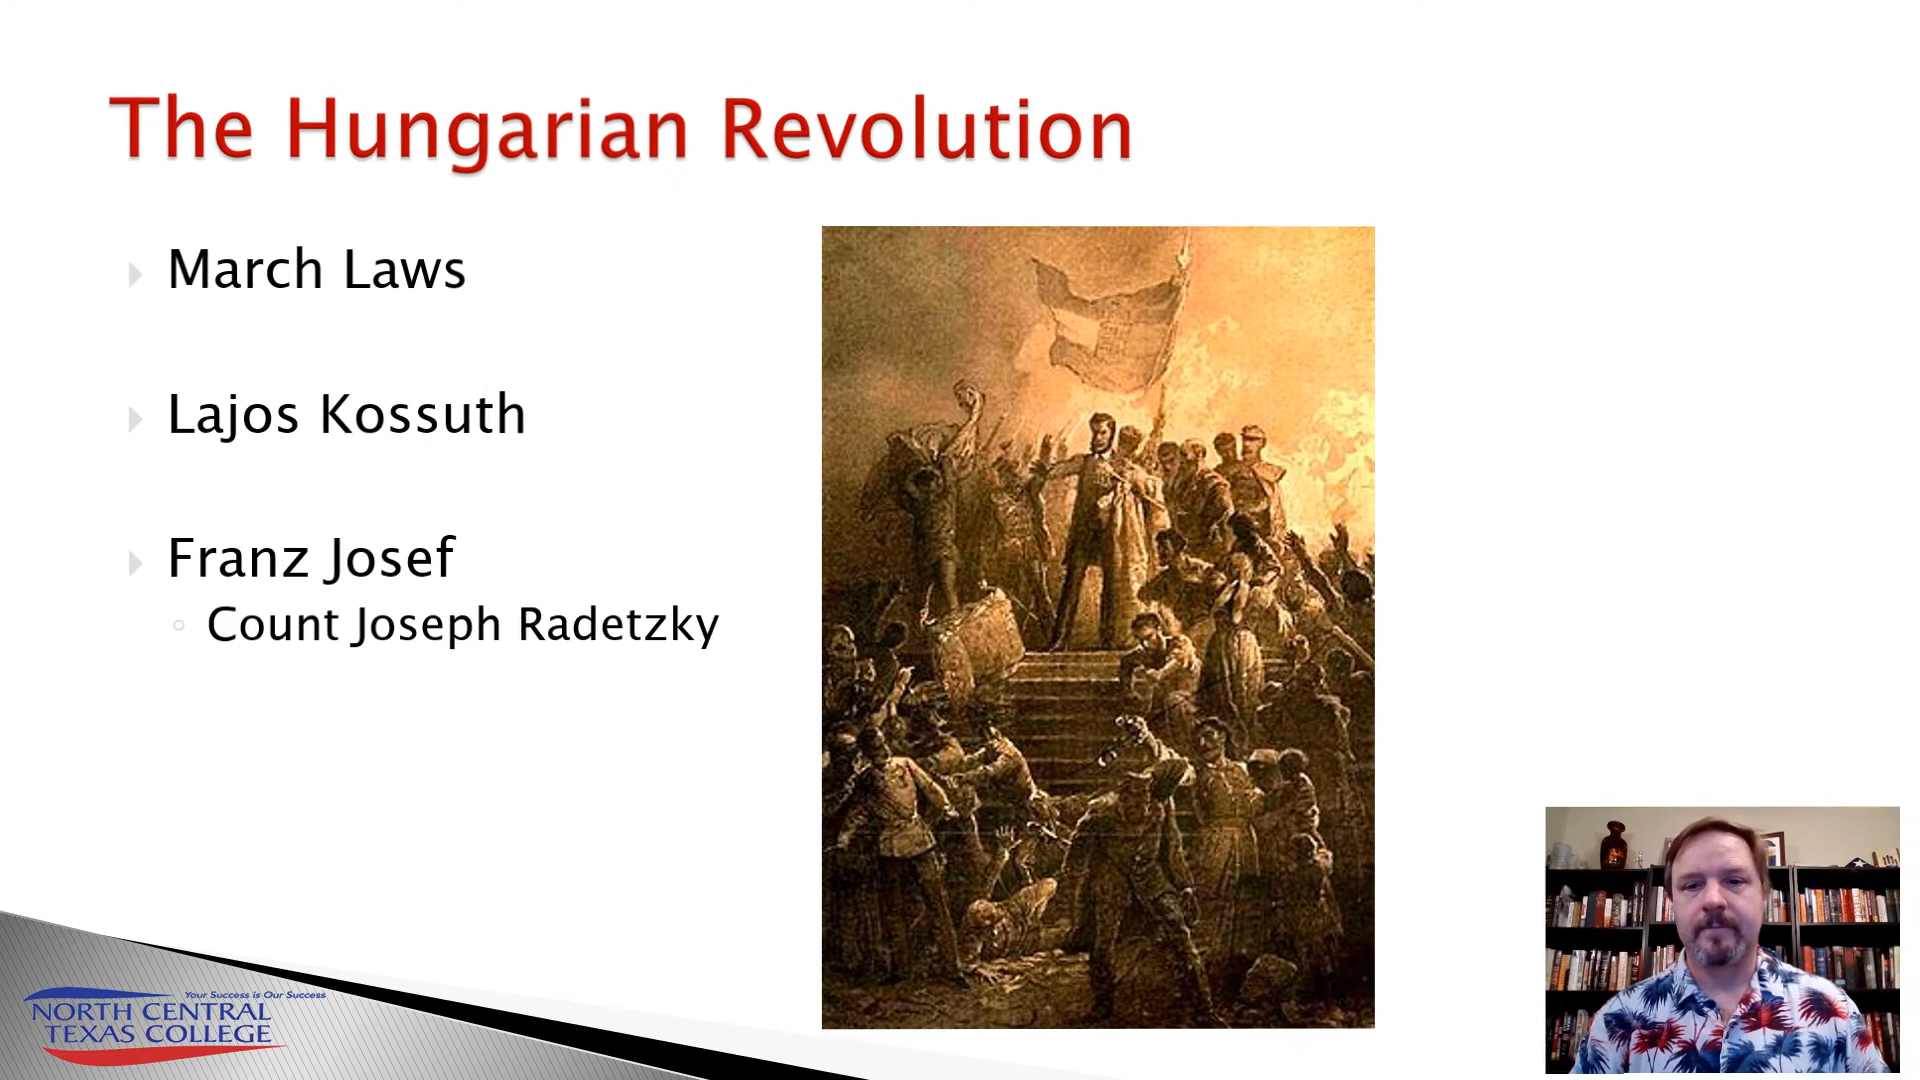 The Hungarian Revolution
March Laws
Lajos Kossuth
Franz Josef
Count Joseph Radetzky
Your Success is Our Success
NORTH CENTRAL
TEXAS COLLEGE